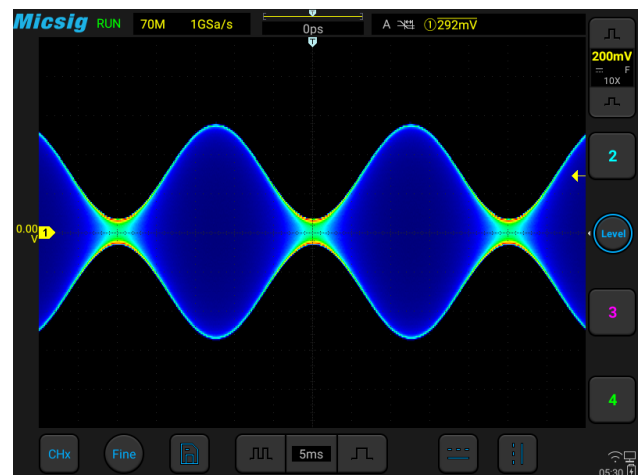 Micsig RUN 70M 1GSa/s 0ps A ①292mV
T
T
200mV
F
10X
2
0.00
V
1
Level
3
4
CHx Fine 5ms
05:30